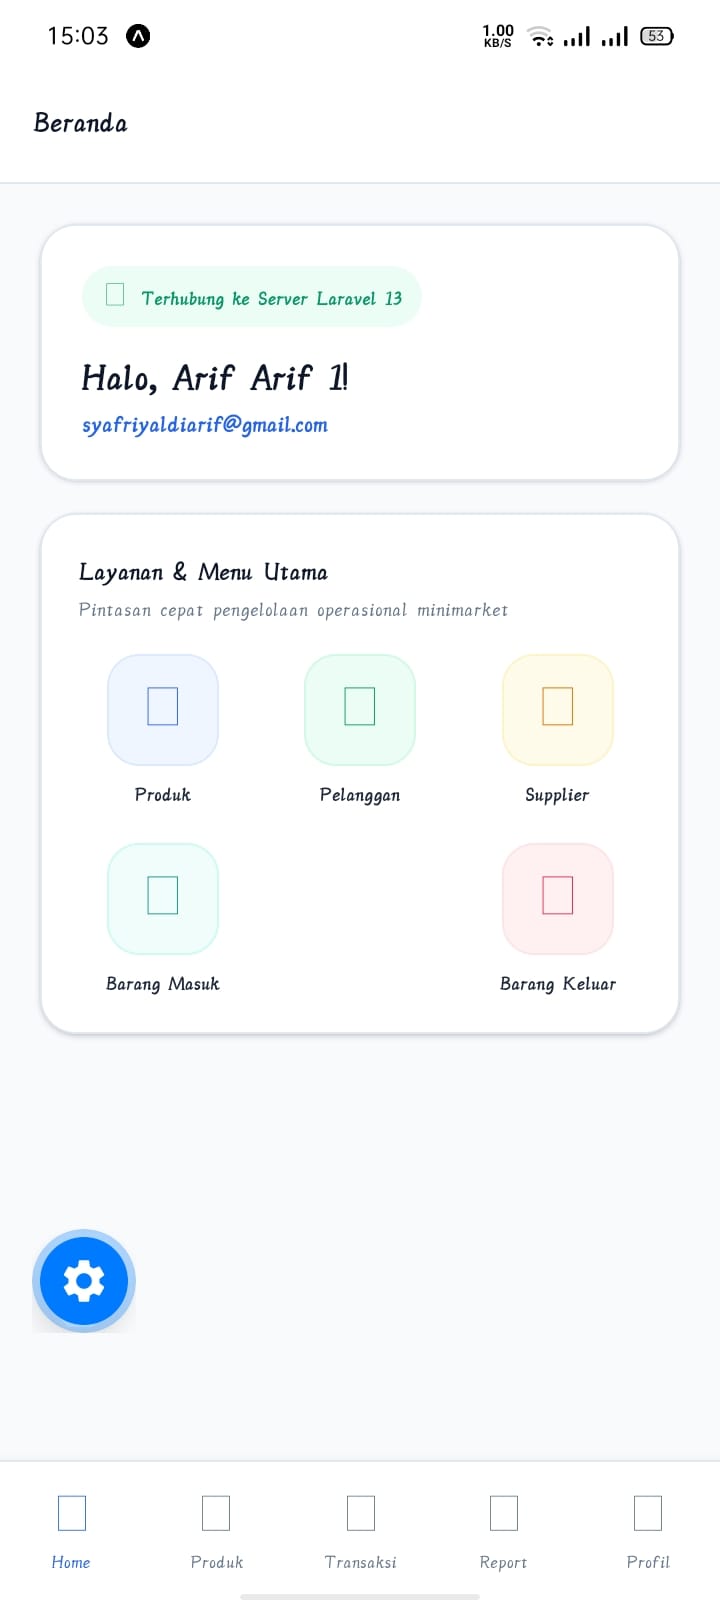 15:03
1.00
KB/S
53
Beranda
Terhubung ke Server Laravel 13
Halo, Arif Arif 1!
syafriyaldiarif@gmail.com
Layanan & Menu Utama
Pintasan cepat pengelolaan operasional minimarket
Produk Pelanggan Supplier
Barang Masuk Barang Keluar
Home Produk Transaksi Report Profil